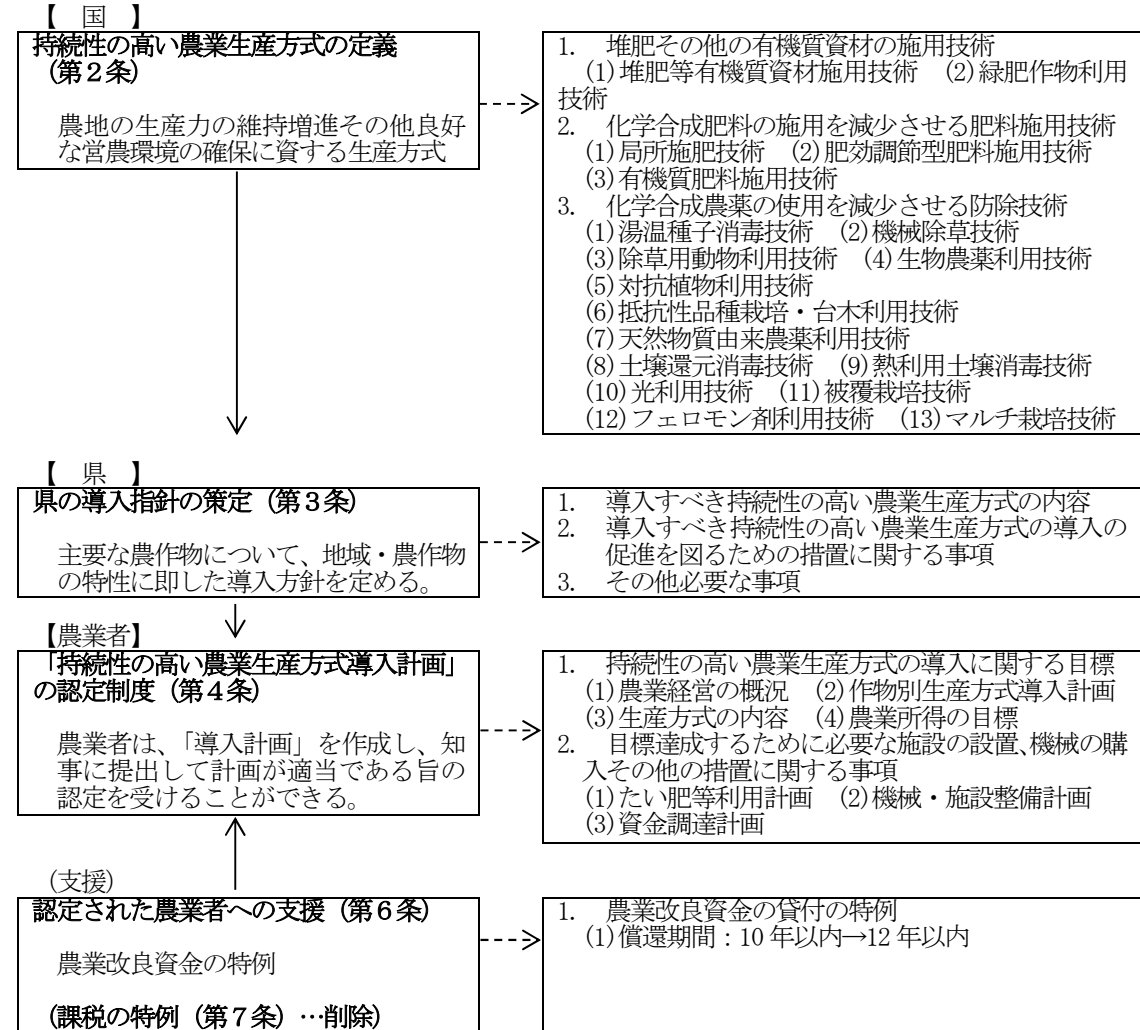 【 国 】
持続性の高い農業生産方式の定義
(第2条)
農地の生産力の維持増進その他良好
な営農環境の確保に資する生産方式
1. 堆肥その他の有機質資材の施用技術
(1)堆肥等有機質資材施用技術 (2)緑肥作物利用
技術
2. 化学合成肥料の施用を減少させる肥料施用技術
(1)局所施肥技術 (2)肥効調節型肥料施用技術
(3)有機質肥料施用技術
3. 化学合成農薬の使用を減少させる防除技術
(1)湯温種子消毒技術 (2)機械除草技術
(3)除草用動物利用技術 (4)生物農薬利用技術
(5)対抗植物利用技術
(6)抵抗性品種栽培・台木利用技術
(7)天然物質由来農薬利用技術
(8)土壌還元消毒技術 (9)熱利用土壌消毒技術
(10)光利用技術 (11)被覆栽培技術
(12)フェロモン剤利用技術 (13)マルチ栽培技術
【 県 】
県の導入指針の策定(第3条)
主要な農作物について、地域・農作物
の特性に即した導入方針を定める。
1. 導入すべき持続性の高い農業生産方式の内容
2. 導入すべき持続性の高い農業生産方式の導入の
促進を図るための措置に関する事項
3. その他必要な事項
【農業者】
「持続性の高い農業生産方式導入計画」
の認定制度(第4条)
農業者は、「導入計画」を作成し、知
事に提出して計画が適当である旨の
認定を受けることができる。
1. 持続性の高い農業生産方式の導入に関する目標
(1)農業経営の概況 (2)作物別生産方式導入計画
(3)生産方式の内容 (4)農業所得の目標
2. 目標達成するために必要な施設の設置、機械の購
入その他の措置に関する事項
(1)たい肥等利用計画 (2)機械・施設整備計画
(3)資金調達計画
(支援)
認定された農業者への支援(第6条)
農業改良資金の特例
(課税の特例(第7条)…削除)
1. 農業改良資金の貸付の特例
(1)償還期間:10年以内→12年以内